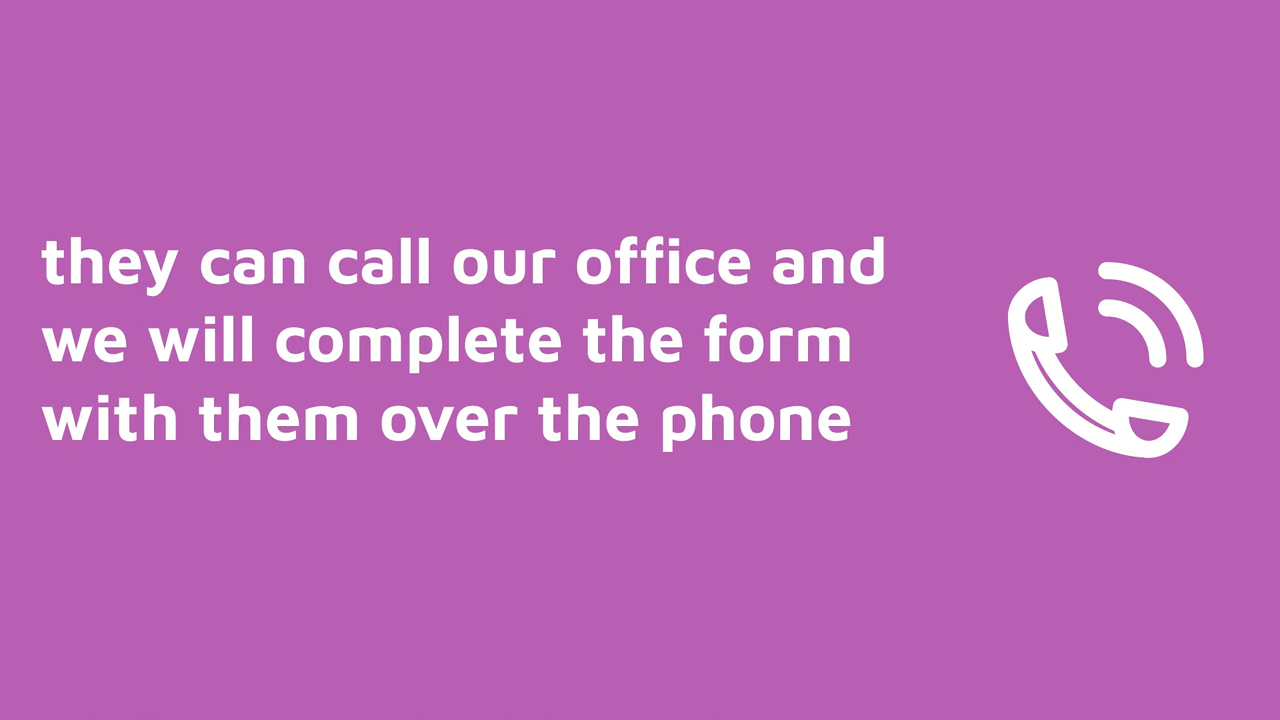 they can call our office and
we will complete the form
with them over the phone